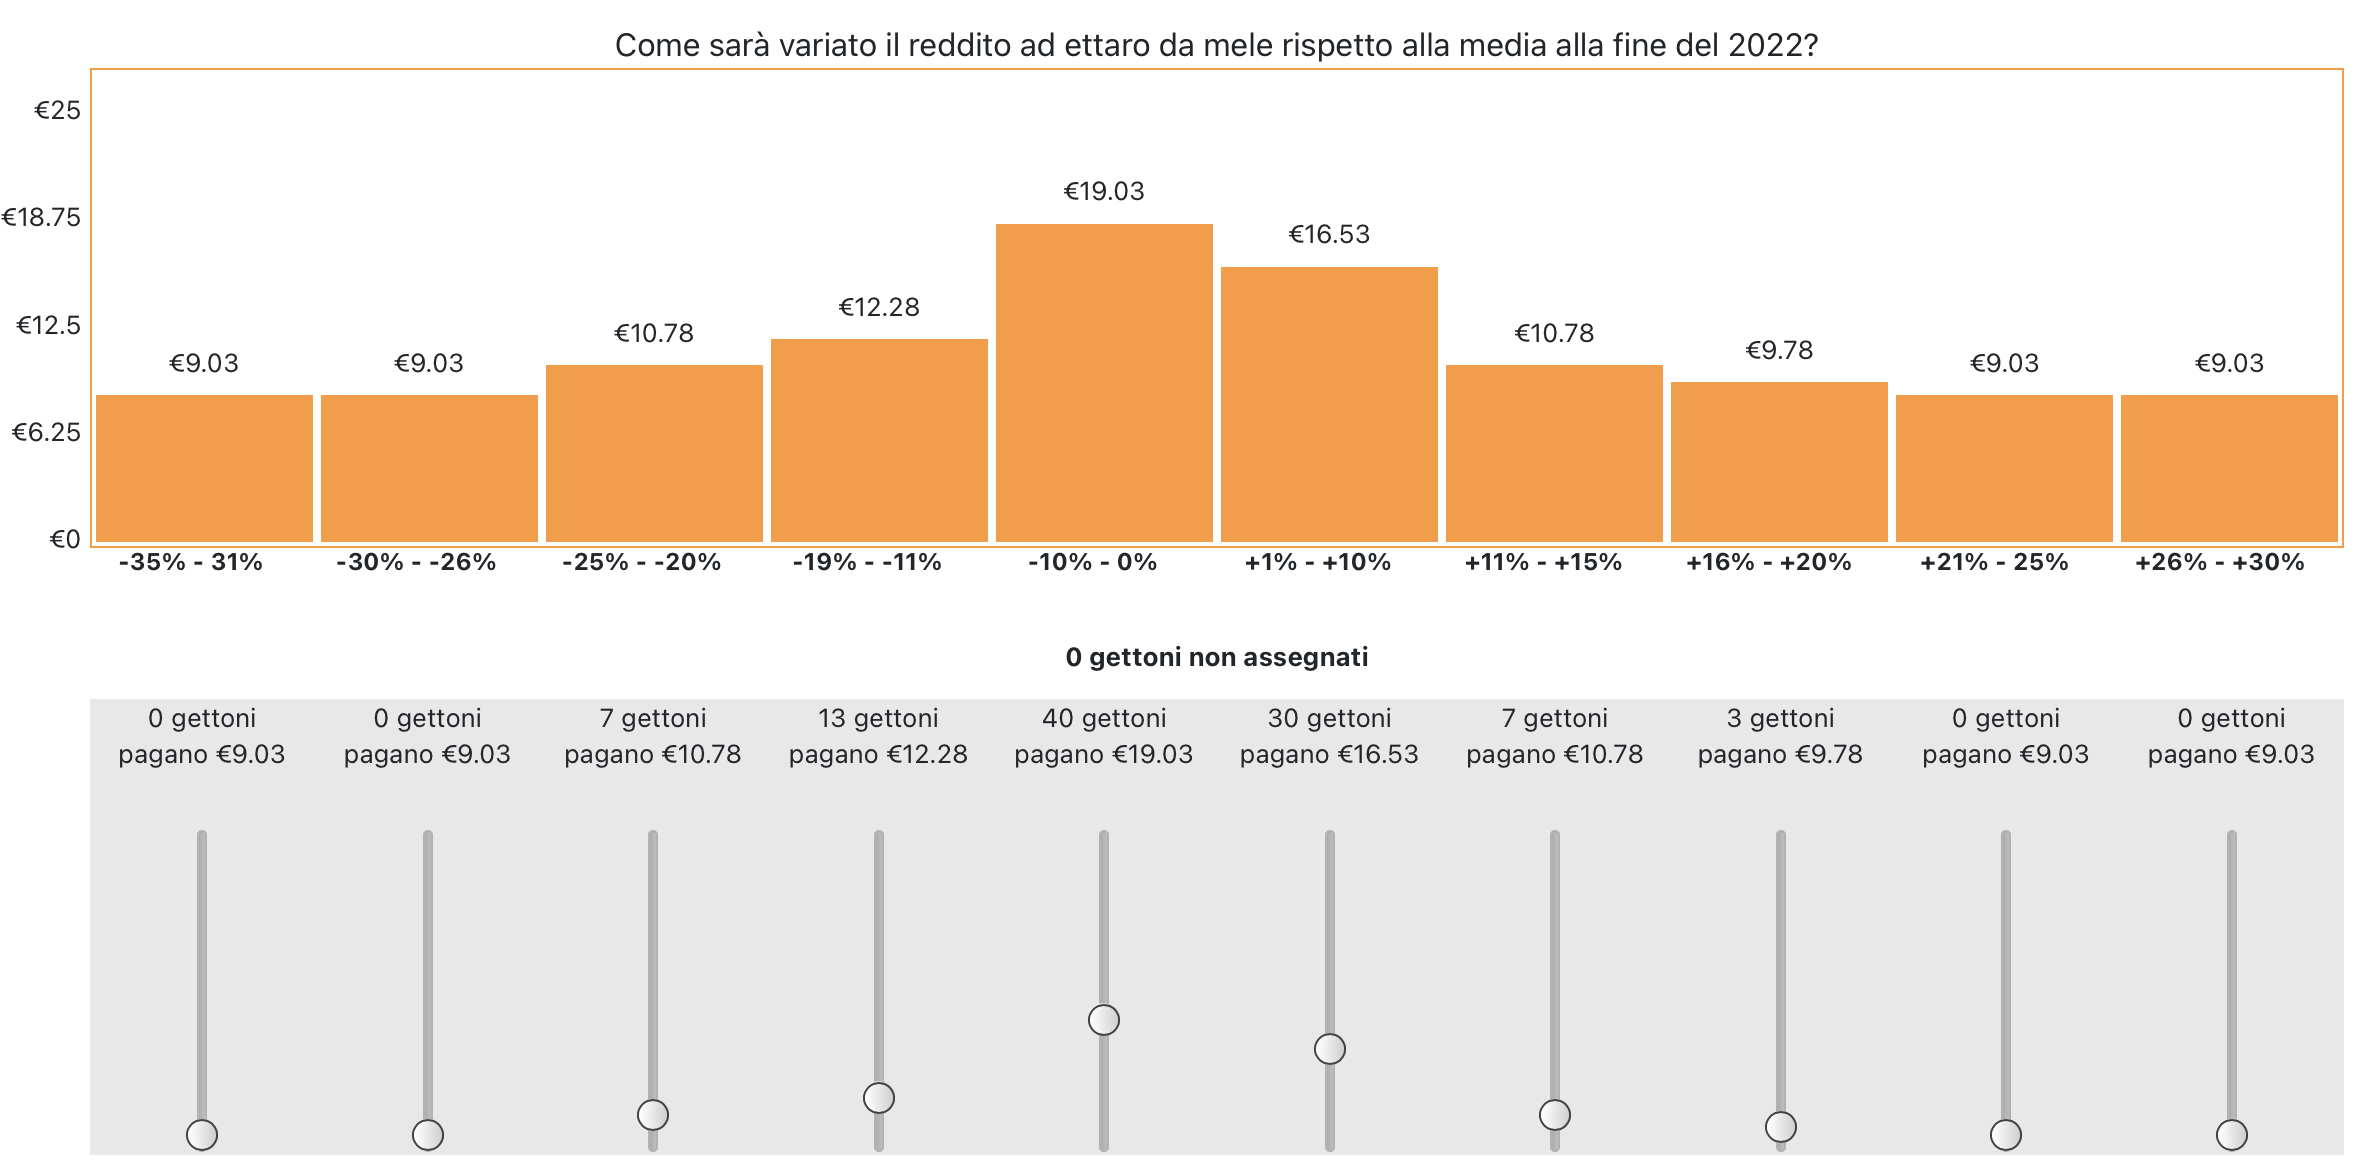 Come sarà variato il reddito ad ettaro da mele rispetto alla media alla fine del 2022?
€25
€18.75
€12.5
€6.25
€0
€9.03
€9.03
€10.78
€12.28
€19.03
€16.53
€10.78
€9.78
€9.03
€9.03
-35% - 31%
-30% - -26%
-25% - -20%
-19% - -11%
-10% - 0%
+1% - +10%
+11% - +15%
+16% - +20%
+21% - 25%
+26% - +30%
0 gettoni non assegnati
0 gettoni
pagano €9.03
0 gettoni
pagano €9.03
7 gettoni
pagano €10.78
13 gettoni
pagano €12.28
40 gettoni
pagano €19.03
30 gettoni
pagano €16.53
7 gettoni
pagano €10.78
3 gettoni
pagano €9.78
0 gettoni
pagano €9.03
0 gettoni
pagano €9.03